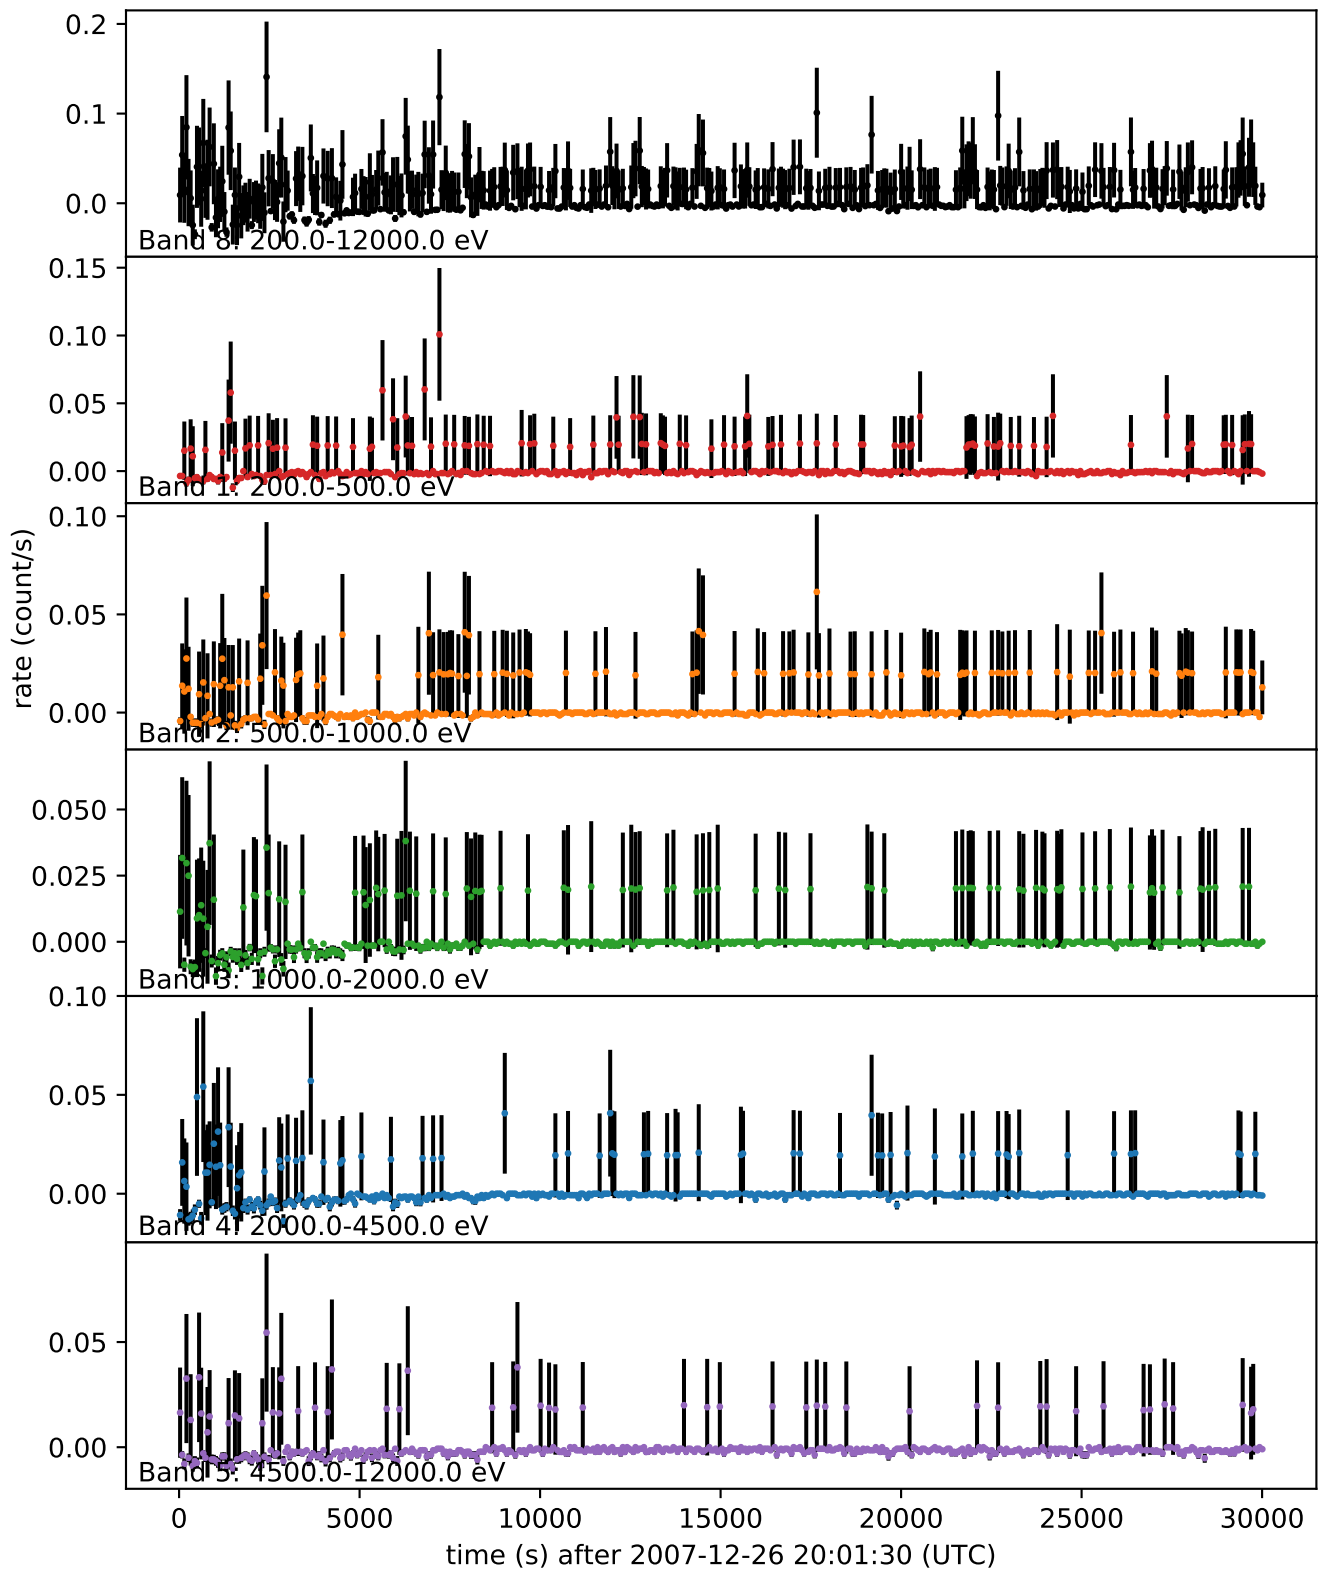 0.2
0.1
0.0
Band 8: 200.0-12000.0 eV
0.15
0.10
0.05
0.00
Band 1: 200.0-500.0 eV
0.10
0.05
0.00
Band 2: 500.0-1000.0 eV
rate (count/s)
0.050
0.025
0.000
Band 3: 1000.0-2000.0 eV
0.10
0.05
0.00
Band 4: 2000.0-4500.0 eV
0.05
0.00
Band 5: 4500.0-12000.0 eV
0 5000 10000 15000 20000 25000 30000
time (s) after 2007-12-26 20:01:30 (UTC)